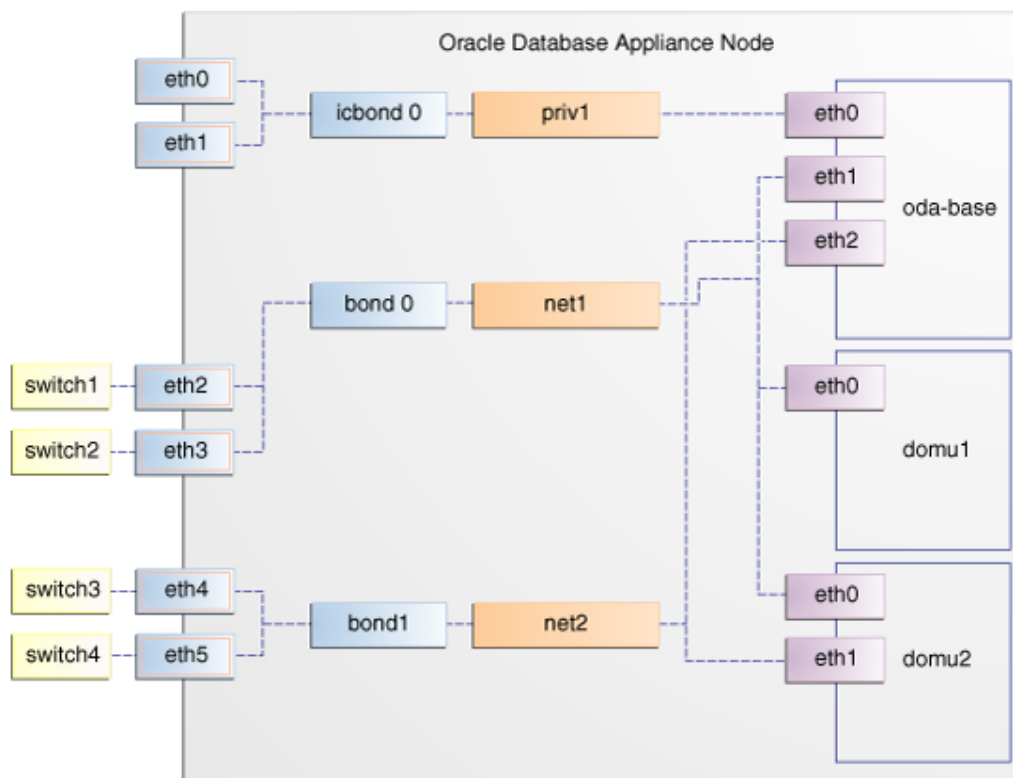 Oracle Database Appliance Node
eth0
eth1
icbond 0
priv1
eth0
eth1
eth2
oda-base
bond 0
net1
switch1
eth2
switch2
eth3
eth0
domu1
switch3
eth4
switch4
eth5
bond1
net2
eth0
eth1
domu2